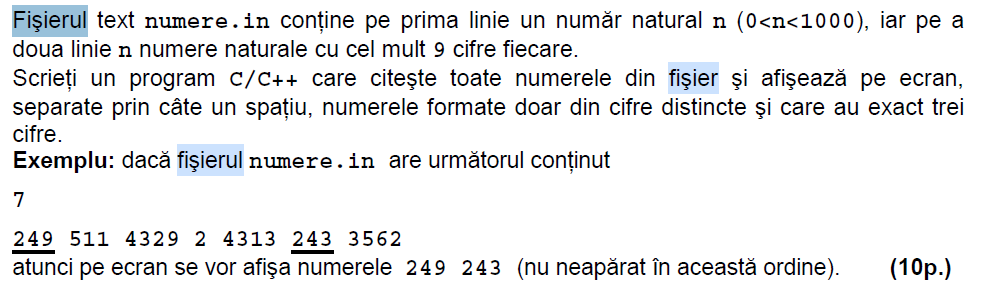 Fişierul text numere.in conţine pe prima linie un număr natural n (0<n<1000), iar pe a
doua linie n numere naturale cu cel mult 9 cifre fiecare.
Scrieţi un program C/C++ care citeşte toate numerele din fişier şi afişează pe ecran,
separate prin câte un spaţiu, numerele formate doar din cifre distincte şi care au exact trei
cifre.
Exemplu: dacă fişierul numere.in are următorul conţinut
7
249 511 4329 2 4313 243 3562
atunci pe ecran se vor afişa numerele 249 243 (nu neapărat în această ordine). (10p.)